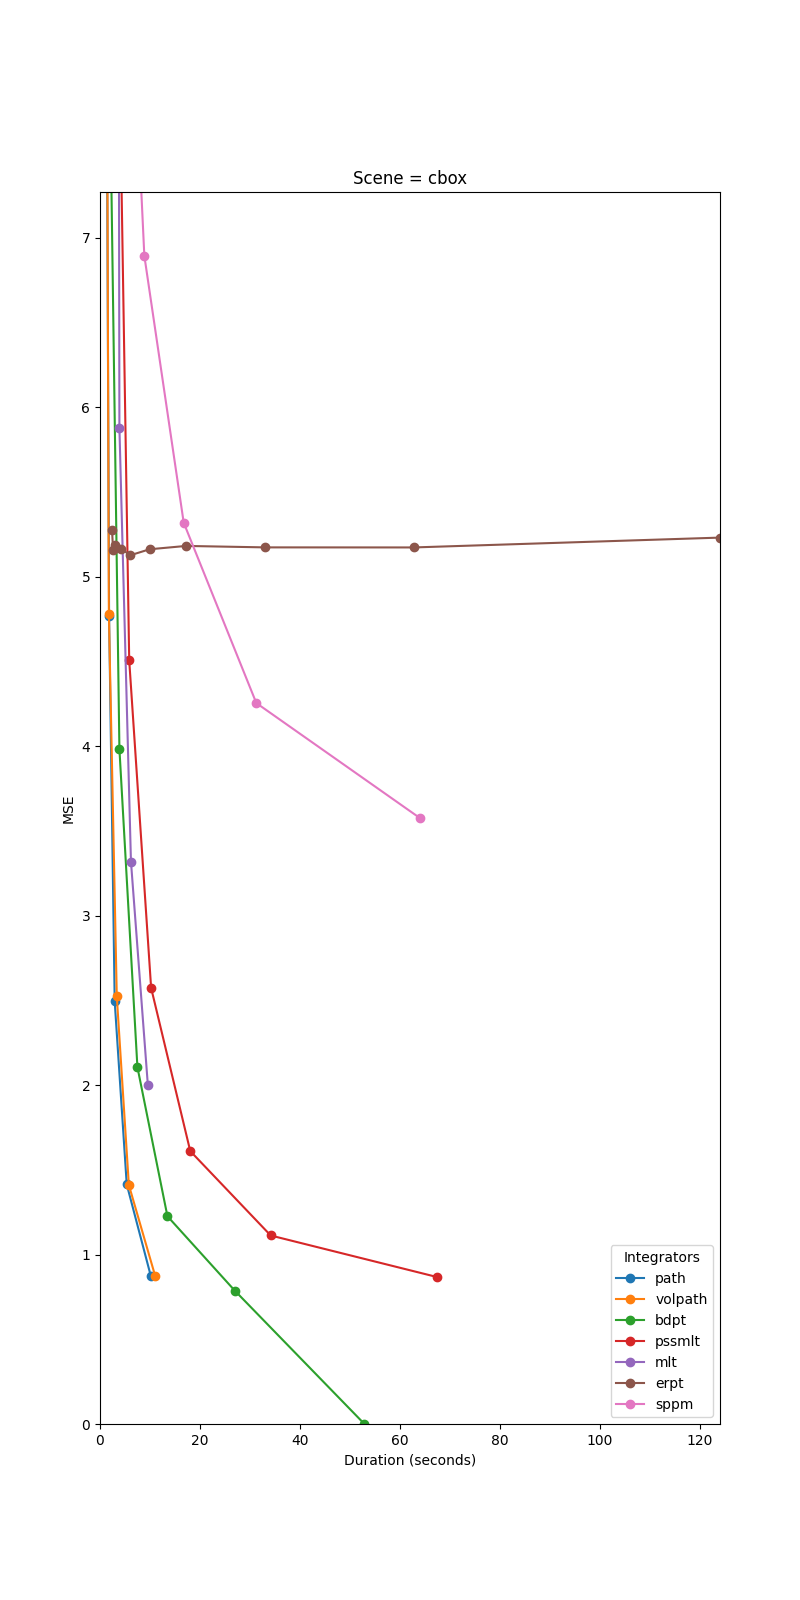 Scene = cbox
MSE
7
6
5
4
3
2
1
0
0 20 40 60 80 100 120
Duration (seconds)
Integrators
path
volpath
bdpt
pssmlt
mlt
erpt
sppm